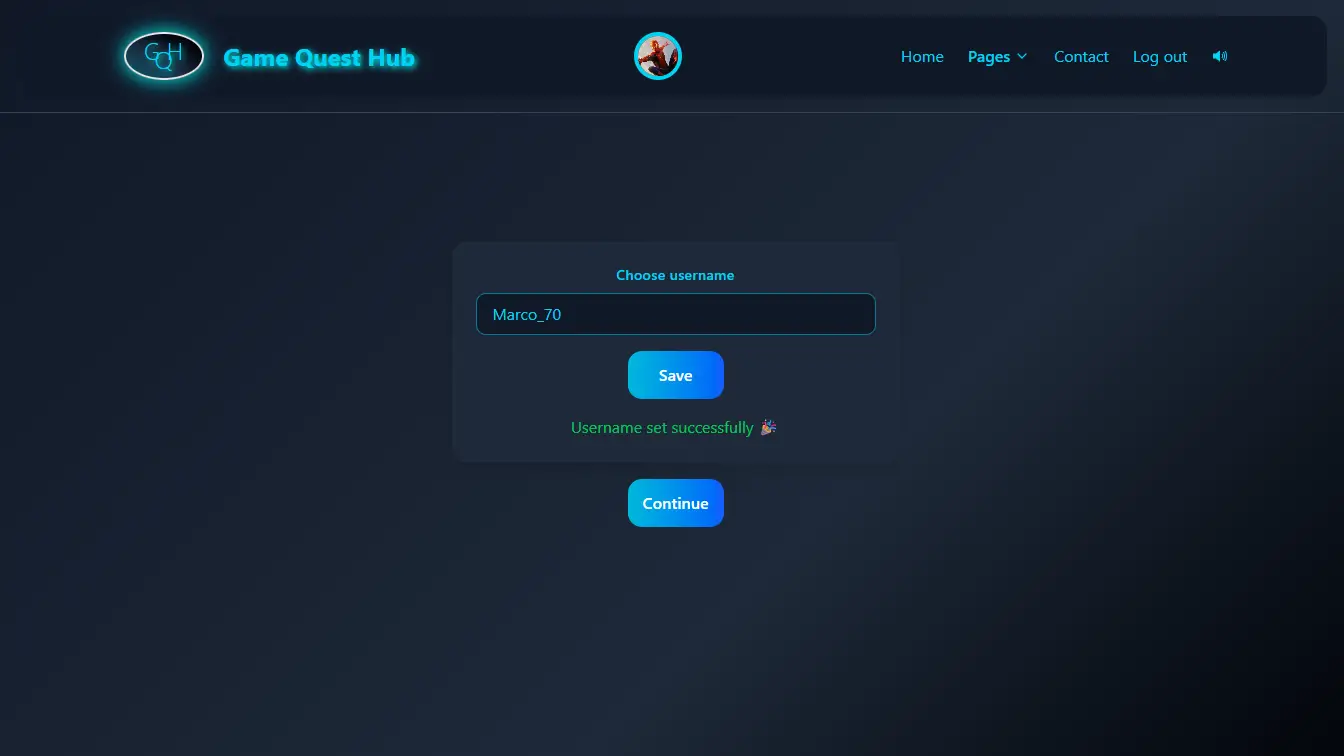 GQH
Game Quest Hub
Home
Pages
Contact
Log out
Choose username
Marco_70
Save
Username set successfully 🎉
Continue